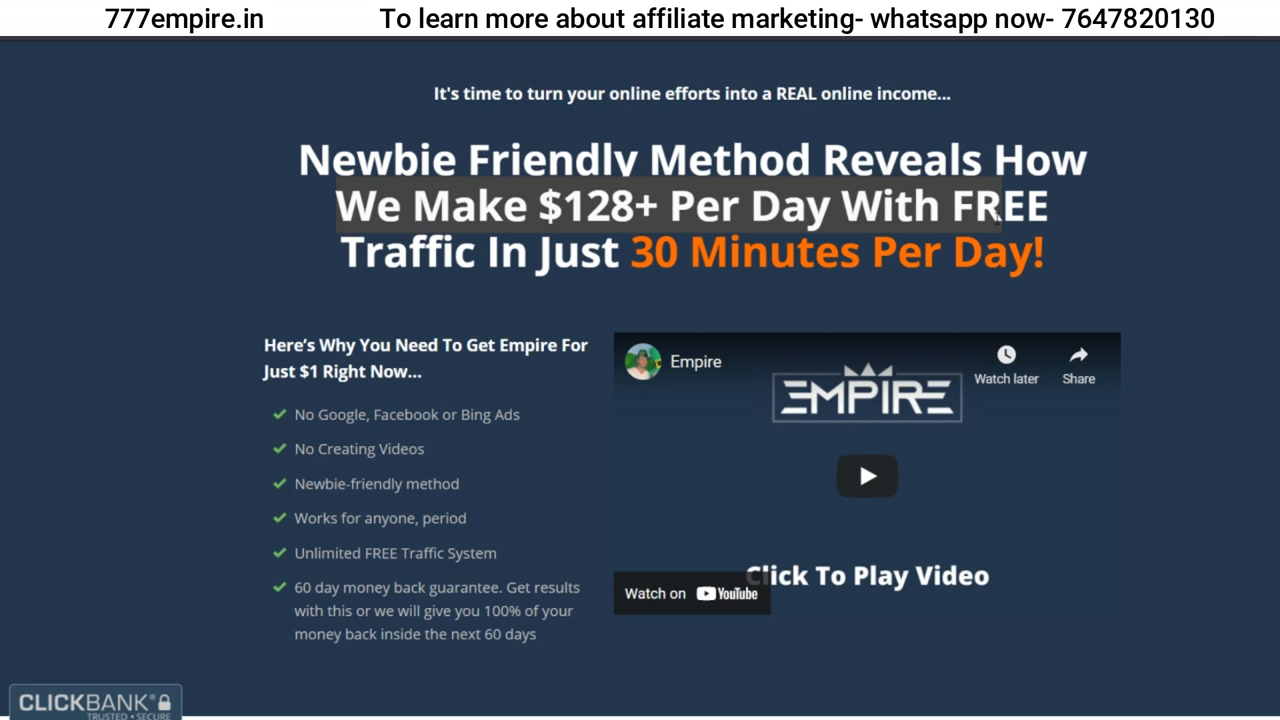 777empire.in To learn more about affiliate marketing- whatsapp now- 7647820130
It's time to turn your online efforts into a REAL online income...
Newbie Friendly Method Reveals How
We Make $128+ Per Day With FREE
Traffic In Just 30 Minutes Per Day!
Here's Why You Need To Get Empire For
Just $1 Right Now...
No Google, Facebook or Bing Ads
No Creating Videos
Newbie-friendly method
Works for anyone, period
Unlimited FREE Traffic System
60 day money back guarantee. Get results
with this or we will give you 100% of your
money back inside the next 60 days
Empire
Watch later
Share
EMPIRE
Click To Play Video
Watch on YouTube
CLICKBANK®
TRUSTED • SECURE